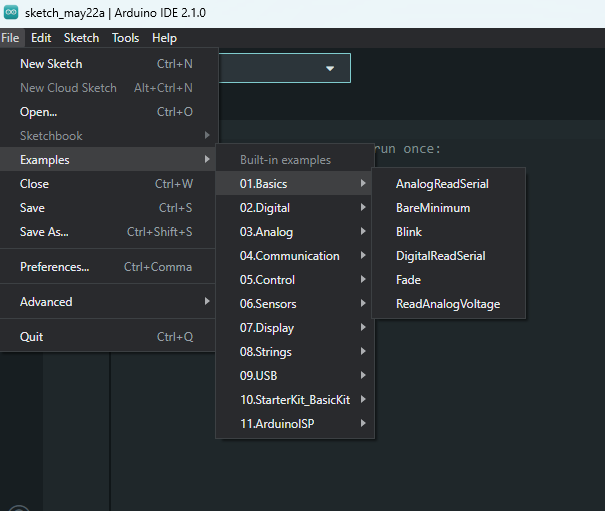 sketch_may22a | Arduino IDE 2.1.0
File Edit Sketch Tools Help
New Sketch Ctrl+N
New Cloud Sketch Alt+Ctrl+N
Open... Ctrl+O
Sketchbook
Examples
Close Ctrl+W
Save Ctrl+S
Save As... Ctrl+Shift+S
Preferences... Ctrl+Comma
Advanced
Quit Ctrl+Q
run once:
Built-in examples
01.Basics
02.Digital
03.Analog
04.Communication
05.Control
06.Sensors
07.Display
08.Strings
09.USB
10.StarterKit_BasicKit
11.ArduinoISP
AnalogReadSerial
BareMinimum
Blink
DigitalReadSerial
Fade
ReadAnalogVoltage